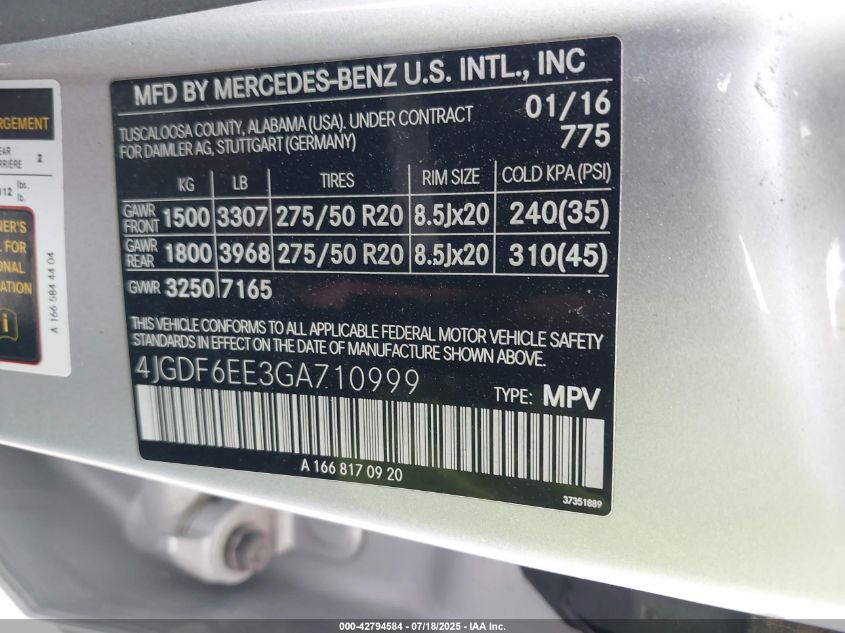 MFD BY MERCEDES-BENZ U.S. INTL., INC
TUSCALOOSA COUNTY, ALABAMA (USA). UNDER CONTRACT
FOR DAIMLER AG, STUTTGART (GERMANY)
01/16
775
KG LB TIRES RIM SIZE COLD KPA (PSI)
GAWR FRONT 1500 3307 275/50 R20 8.5Jx20 240(35)
GAWR REAR 1800 3968 275/50 R20 8.5Jx20 310(45)
GVWR 3250 7165
THIS VEHICLE CONFORMS TO ALL APPLICABLE FEDERAL MOTOR VEHICLE SAFETY
STANDARDS IN EFFECT ON THE DATE OF MANUFACTURE SHOWN ABOVE.
4JGDF6EE3GA710999
TYPE: MPV
A 166 817 09 20
37351889
2
lbs.
lb.
A 166 584 44 04
000-42794584 - 07/18/2025 - IAA Inc.